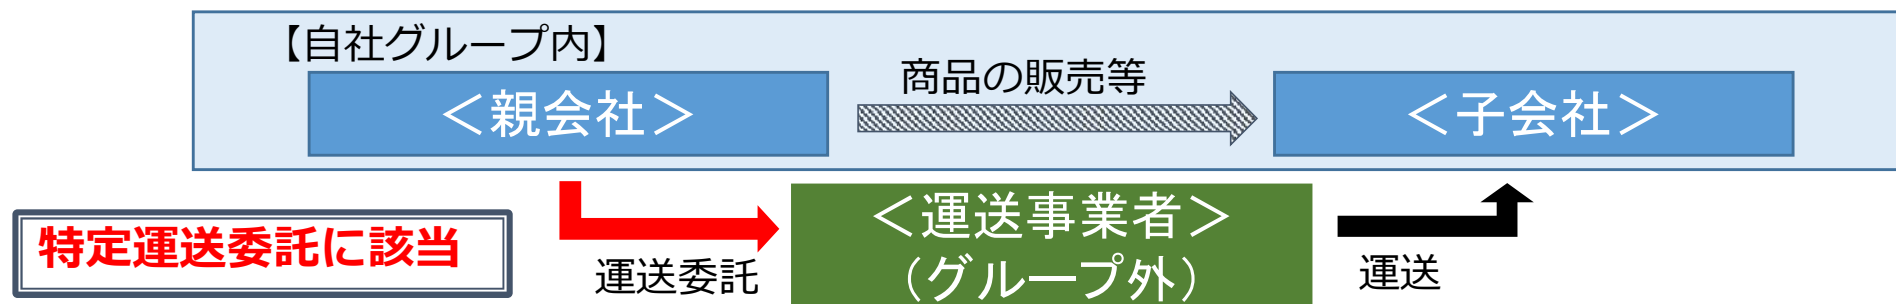 【自社グループ内】
商品の販売等
＜親会社＞
＜子会社＞
特定運送委託に該当
運送委託
＜運送事業者＞
（グループ外）
運送